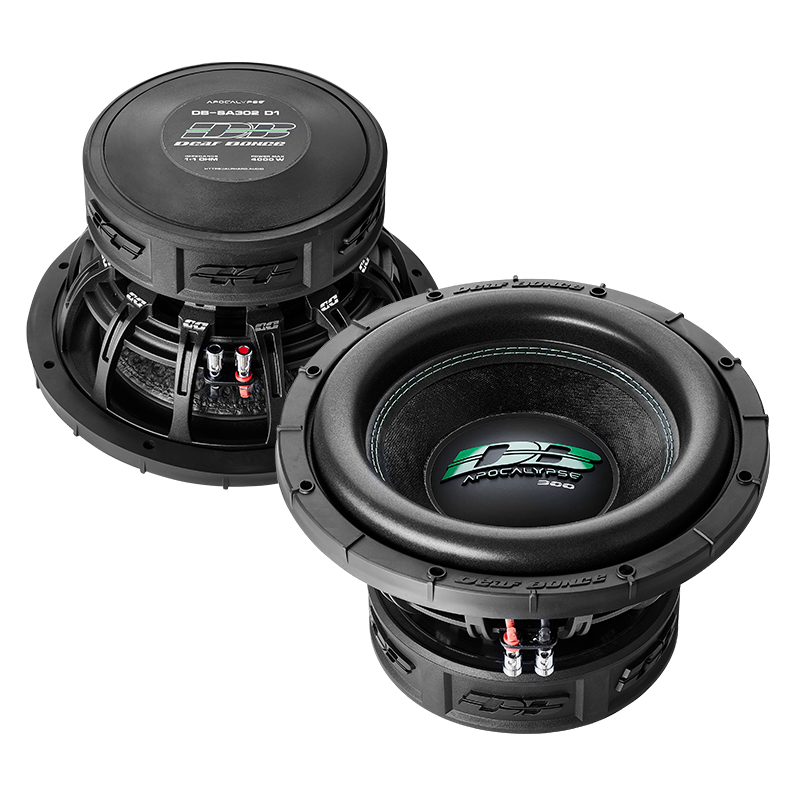 APOCALYPSE
DB-SA302 D1
DB
DEAF BONCE
IMPEDANCE
1+1 OHM
POWER MAX
4000 W
HTTPS://ALPHARD.AUDIO
DEAF BONCE
DB
APOCALYPSE
300
DEAF BONCE